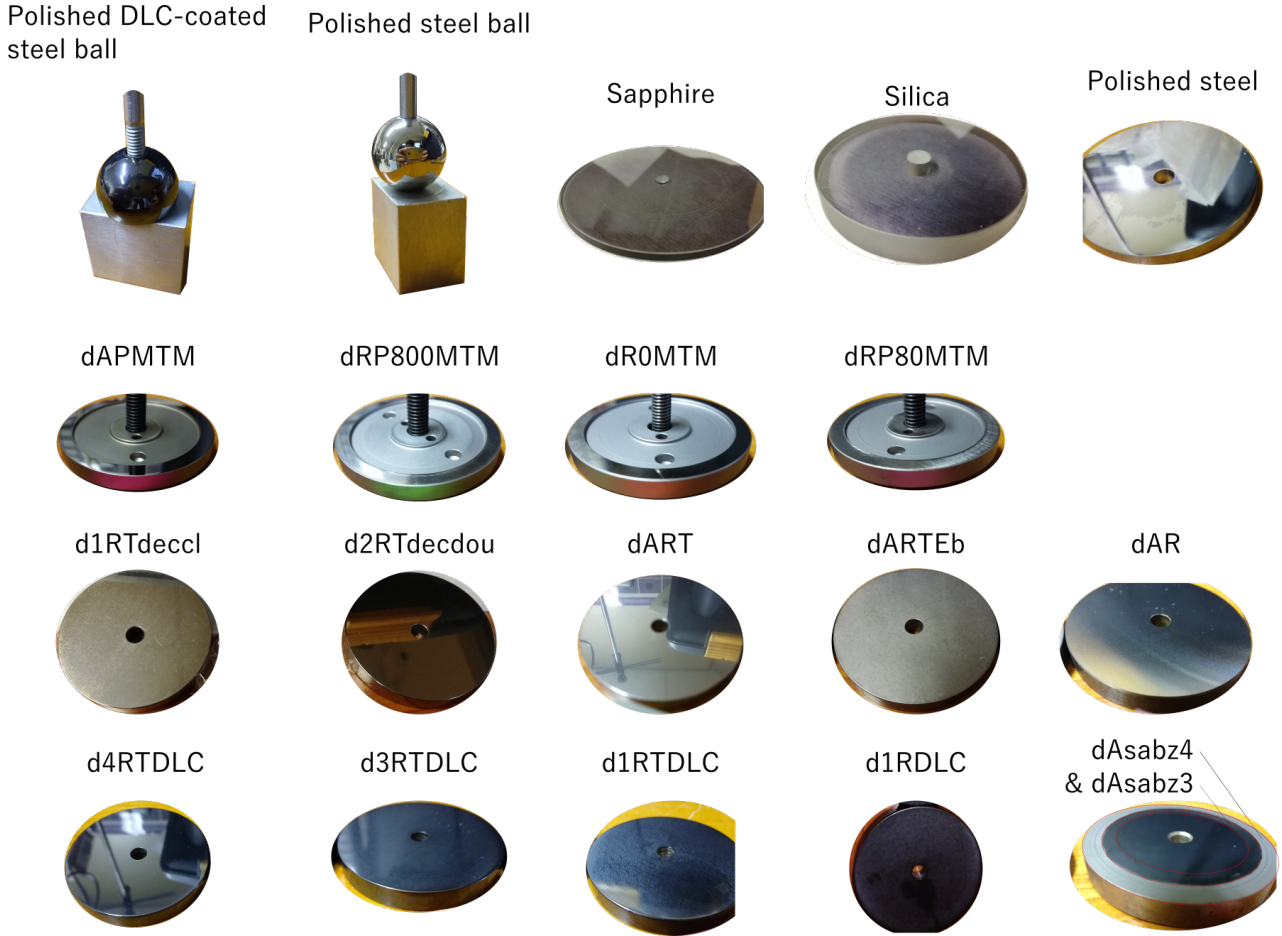 Polished DLC-coated
steel ball
Polished steel ball
Sapphire
Silica
Polished steel
dAPMTM
dRP800MTM
dR0MTM
dRP80MTM
d1RTdeccl
d2RTdecdou
dART
dARTEb
dAR
d4RTDLC
d3RTDLC
d1RTDLC
d1RDLC
dAsabz4
& dAsabz3